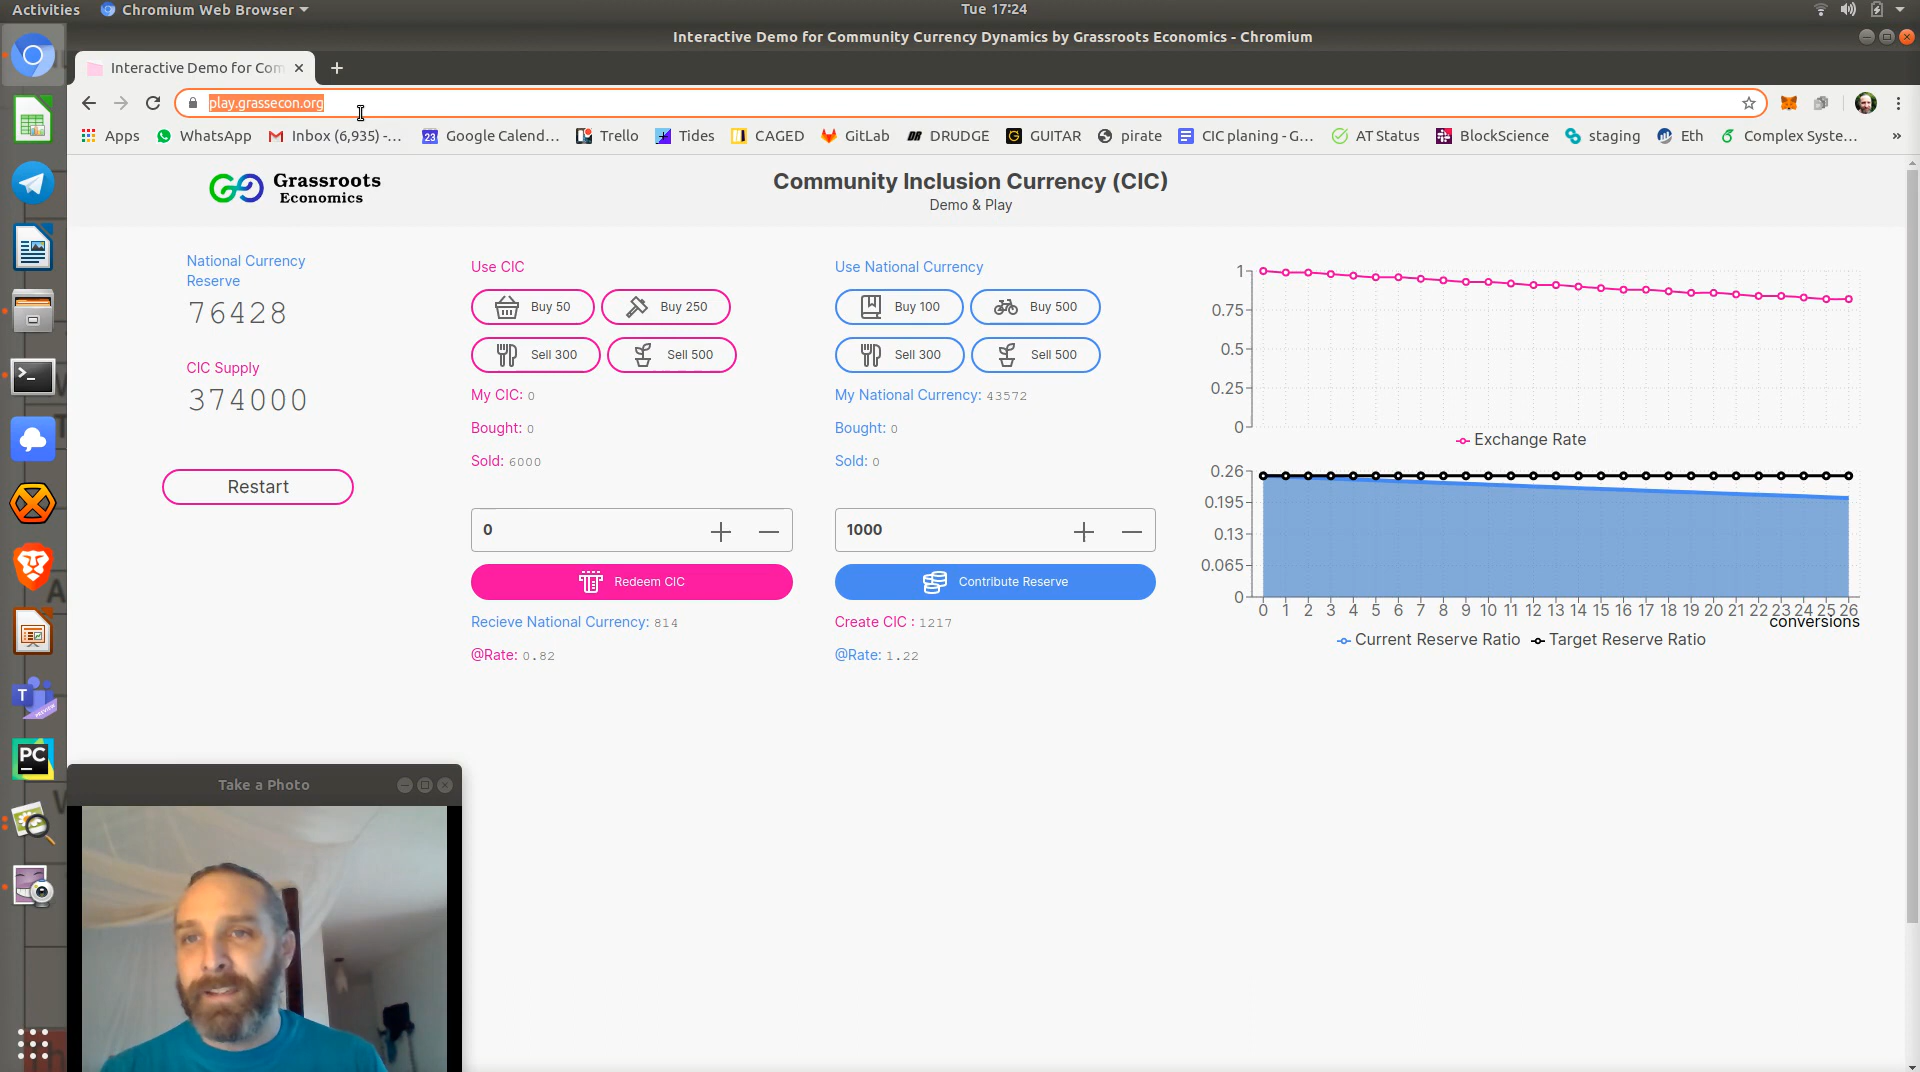 Activities
Chromium Web Browser
Tue 17:24
Interactive Demo for Community Currency Dynamics by Grassroots Economics - Chromium
Interactive Demo for Com
play.grassecon.org
Apps
WhatsApp
Inbox (6,935) -...
23
Google Calend...
Trello
Tides
CAGED
GitLab
DRUDGE
GUITAR
pirate
CIC planing - G...
AT Status
BlockScience
staging
Eth
Complex Syste...
»
Grassroots
Economics
Community Inclusion Currency (CIC)
Demo & Play
National Currency
Reserve
76428
CIC Supply
374000
Restart
Use CIC
Buy 50
Buy 250
Sell 300
Sell 500
My CIC: 0
Bought: 0
Sold: 6000
0
Redeem CIC
Recieve National Currency: 814
@Rate: 0.82
Use National Currency
Buy 100
Buy 500
Sell 300
Sell 500
My National Currency: 43572
Bought: 0
Sold: 0
1000
Contribute Reserve
Create CIC : 1217
@Rate: 1.22
1
0.75
0.5
0.25
0
Exchange Rate
0.26
0.195
0.13
0.065
0
0 1 2 3 4 5 6 7 8 9 10 11 12 13 14 15 16 17 18 19 20 21 22 23 24 25 26
conversions
Current Reserve Ratio
Target Reserve Ratio
T
PREVIEW
PC
Take a Photo